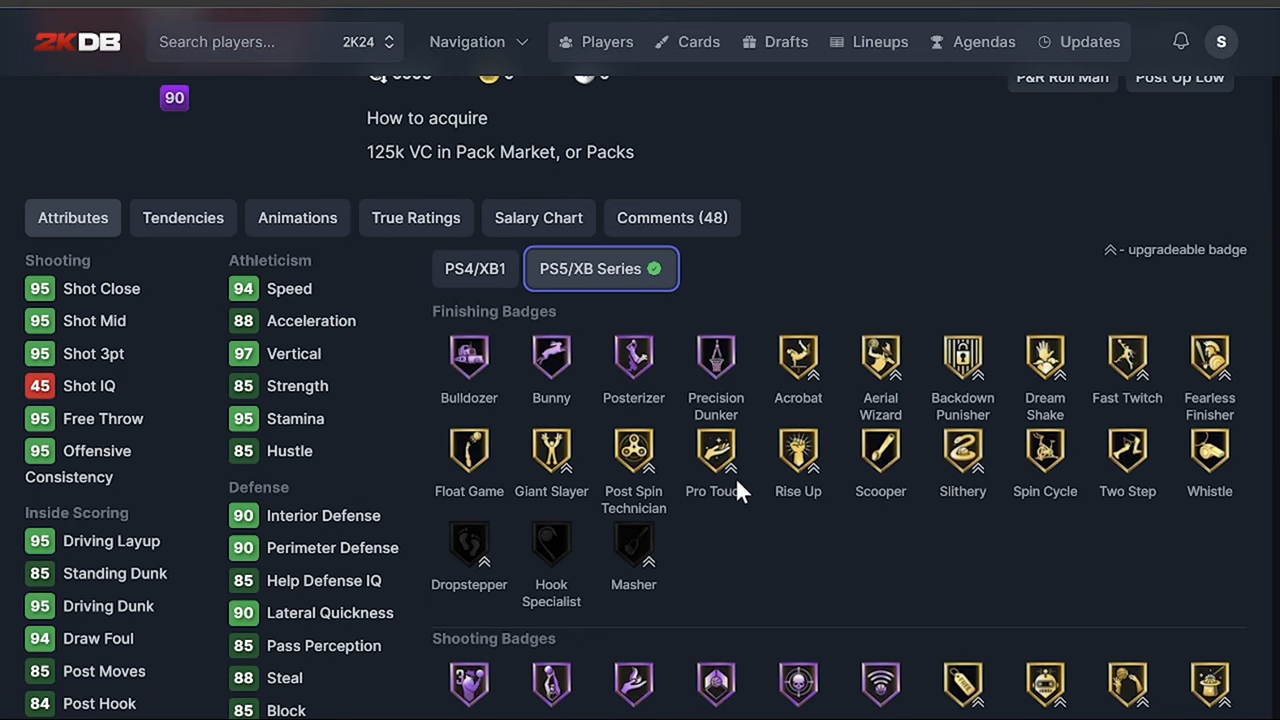 2KDB Search players... 2K24 Navigation Players Cards Drafts Lineups Agendas Updates S
P&R Roll Man Post Up Low
90
How to acquire
125k VC in Pack Market, or Packs
Attributes Tendencies Animations True Ratings Salary Chart Comments (48)
- upgradeable badge
PS4/XB1 PS5/XB Series
Shooting
95 Shot Close
95 Shot Mid
95 Shot 3pt
45 Shot IQ
95 Free Throw
95 Offensive
Consistency
Inside Scoring
95 Driving Layup
85 Standing Dunk
95 Driving Dunk
94 Draw Foul
85 Post Moves
84 Post Hook
Athleticism
94 Speed
88 Acceleration
97 Vertical
85 Strength
95 Stamina
85 Hustle
Defense
90 Interior Defense
90 Perimeter Defense
85 Help Defense IQ
90 Lateral Quickness
85 Pass Perception
88 Steal
85 Block
Finishing Badges
Bulldozer Bunny Posterizer Precision Acrobat Aerial Backdown Dream Fast Twitch Fearless
Dunker Wizard Punisher Shake Finisher
Float Game Giant Slayer Post Spin Pro Rise Up Scooper Slithery Spin Cycle Two Step Whistle
Technician
Dropstepper Hook Masher
Specialist
Shooting Badges